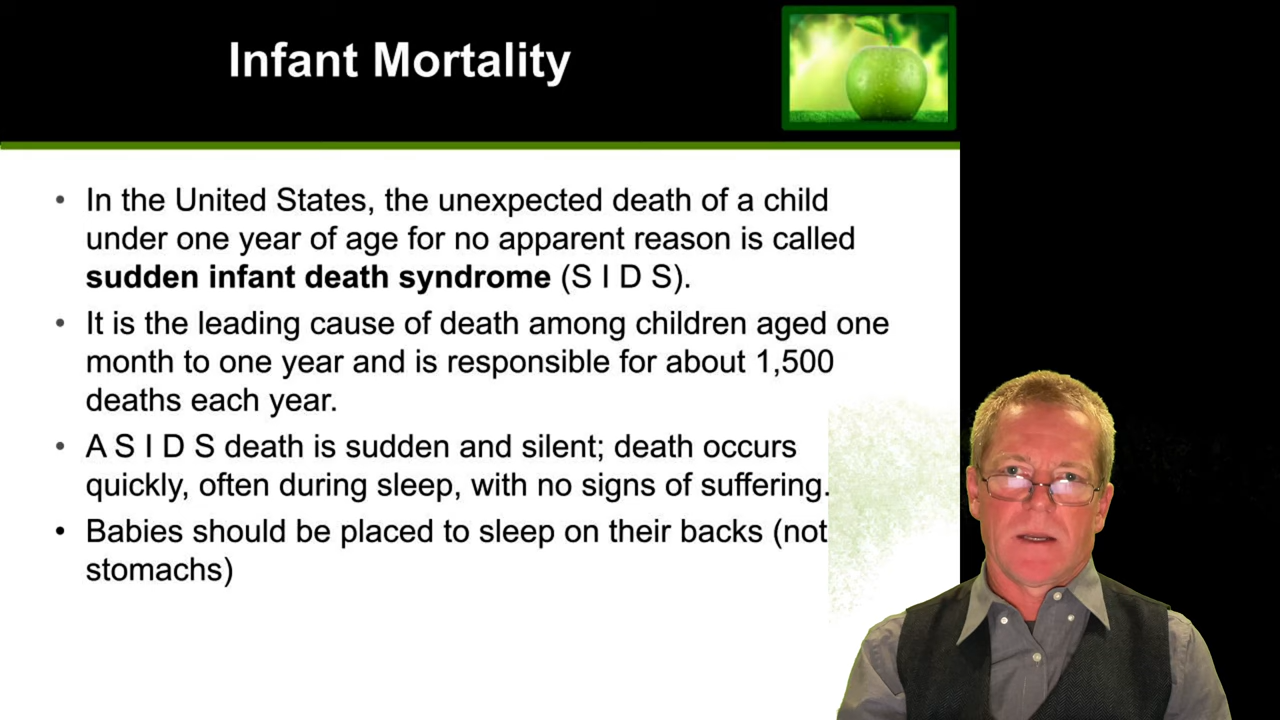 Infant Mortality
• In the United States, the unexpected death of a child
under one year of age for no apparent reason is called
sudden infant death syndrome (S I D S).
• It is the leading cause of death among children aged one
month to one year and is responsible for about 1,500
deaths each year.
• A S I D S death is sudden and silent; death occurs
quickly, often during sleep, with no signs of suffering.
• Babies should be placed to sleep on their backs (not
stomachs)